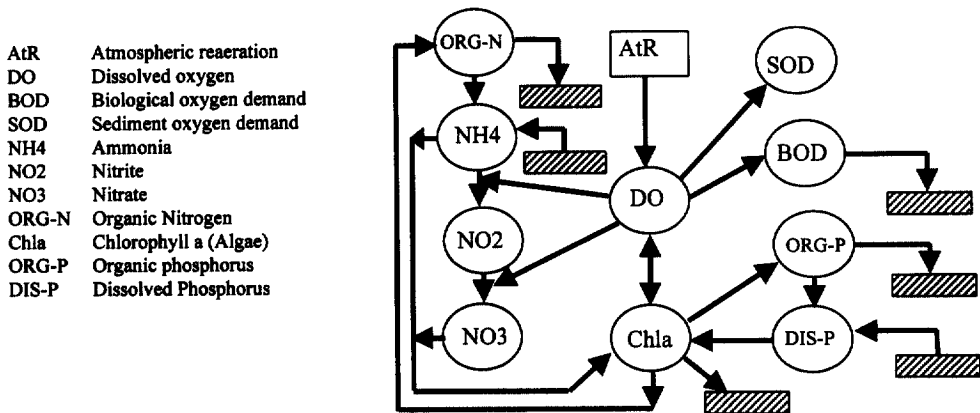 AtR Atmospheric reaeration
DO Dissolved oxygen
BOD Biological oxygen demand
SOD Sediment oxygen demand
NH4 Ammonia
NO2 Nitrite
NO3 Nitrate
ORG-N Organic Nitrogen
Chla Chlorophyll a (Algae)
ORG-P Organic phosphorus
DIS-P Dissolved Phosphorus
ORG-N
AtR
SOD
NH4
BOD
DO
NO2
ORG-P
NO3
Chla
DIS-P